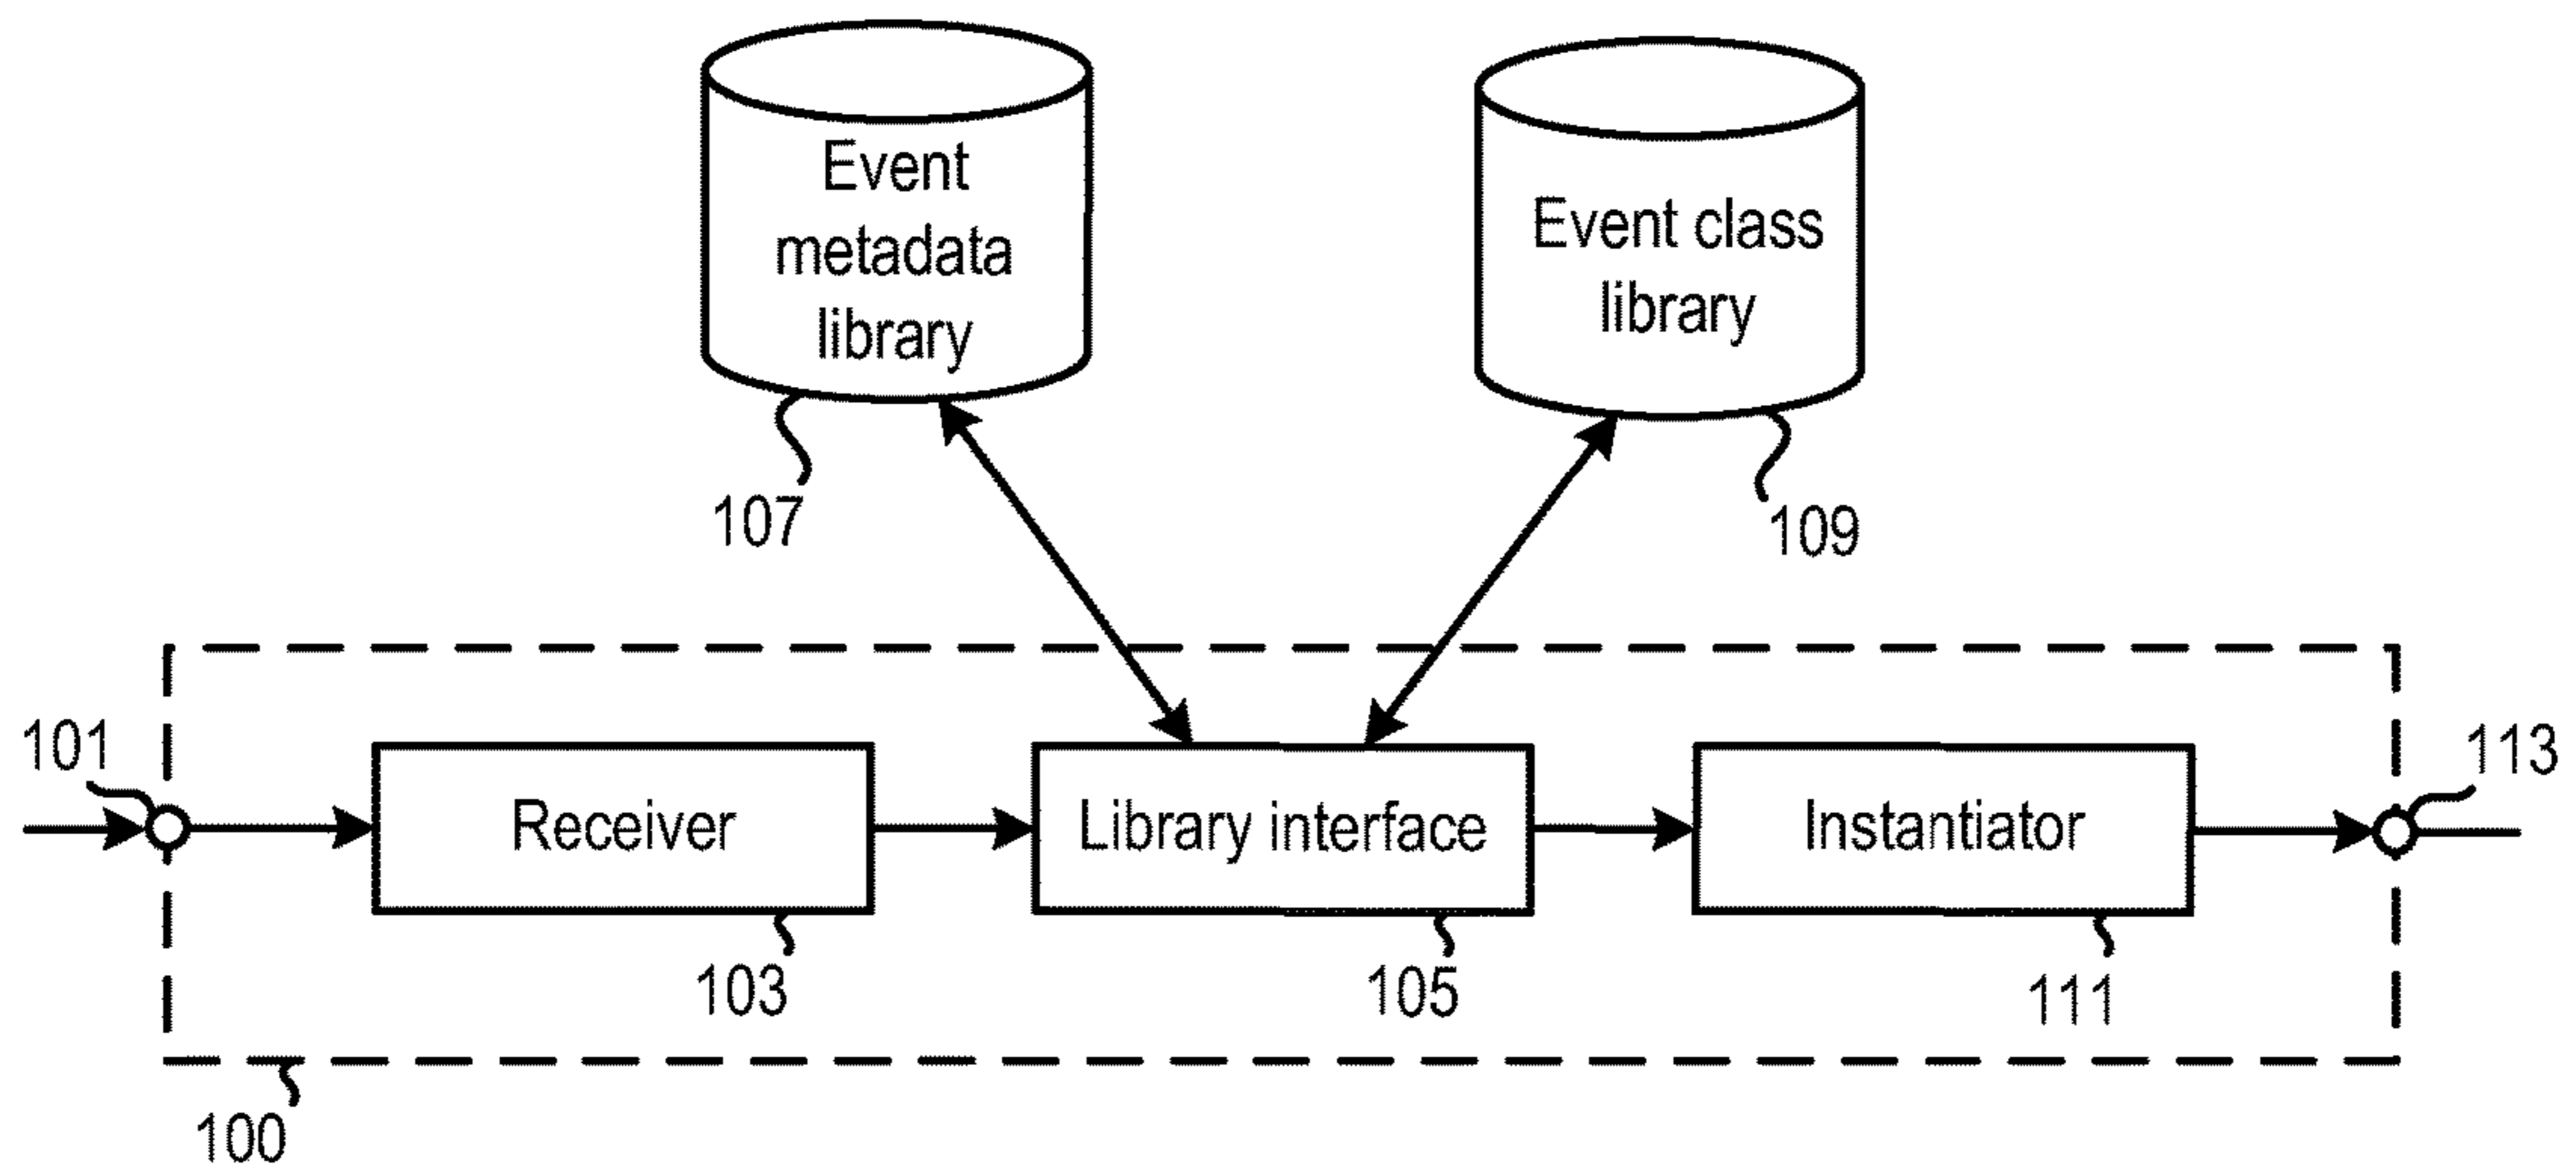 Event
metadata
library
Event class
library
107
109
101
113
Receiver
Library interface
Instantiator
103
105
111
100